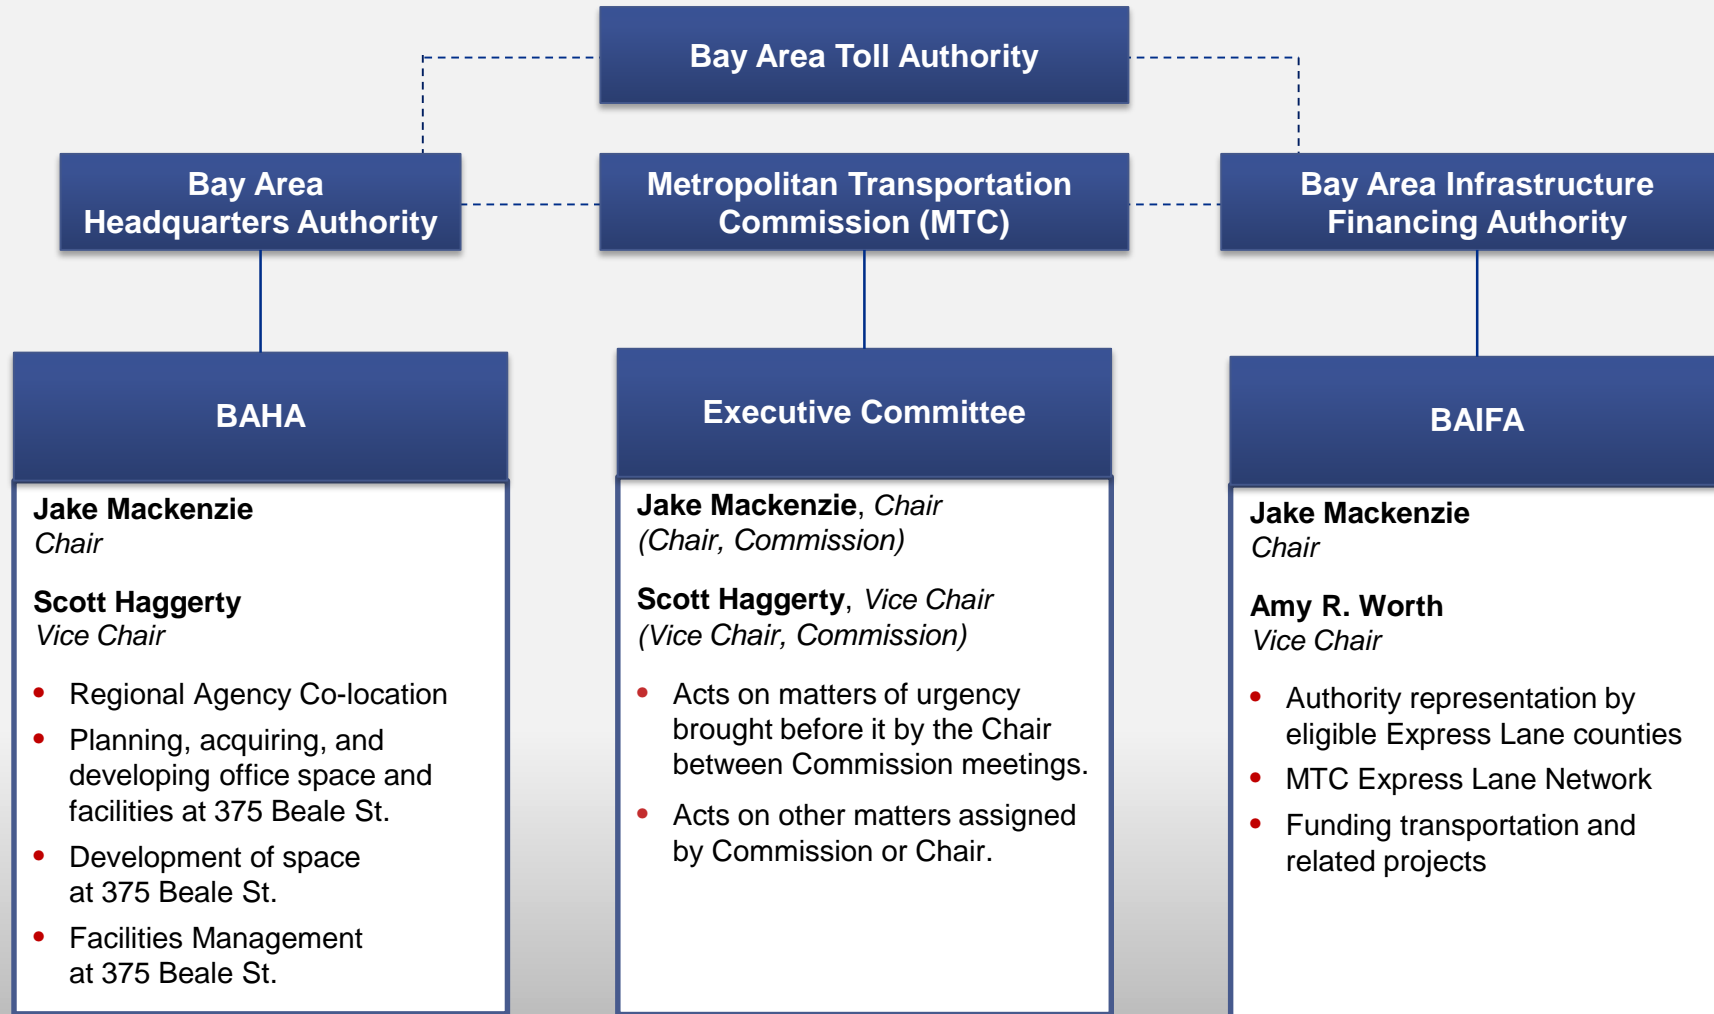 Bay Area Toll Authority
Bay Area
Headquarters Authority
Metropolitan Transportation
Commission (MTC)
Bay Area Infrastructure
Financing Authority
BAHA
Jake Mackenzie
Chair
Scott Haggerty
Vice Chair
• Regional Agency Co-location
• Planning, acquiring, and
developing office space and
facilities at 375 Beale St.
• Development of space
at 375 Beale St.
• Facilities Management
at 375 Beale St.
Executive Committee
Jake Mackenzie, Chair
(Chair, Commission)
Scott Haggerty, Vice Chair
(Vice Chair, Commission)
• Acts on matters of urgency
brought before it by the Chair
between Commission meetings.
• Acts on other matters assigned
by Commission or Chair.
BAIFA
Jake Mackenzie
Chair
Amy R. Worth
Vice Chair
• Authority representation by
eligible Express Lane counties
• MTC Express Lane Network
• Funding transportation and
related projects